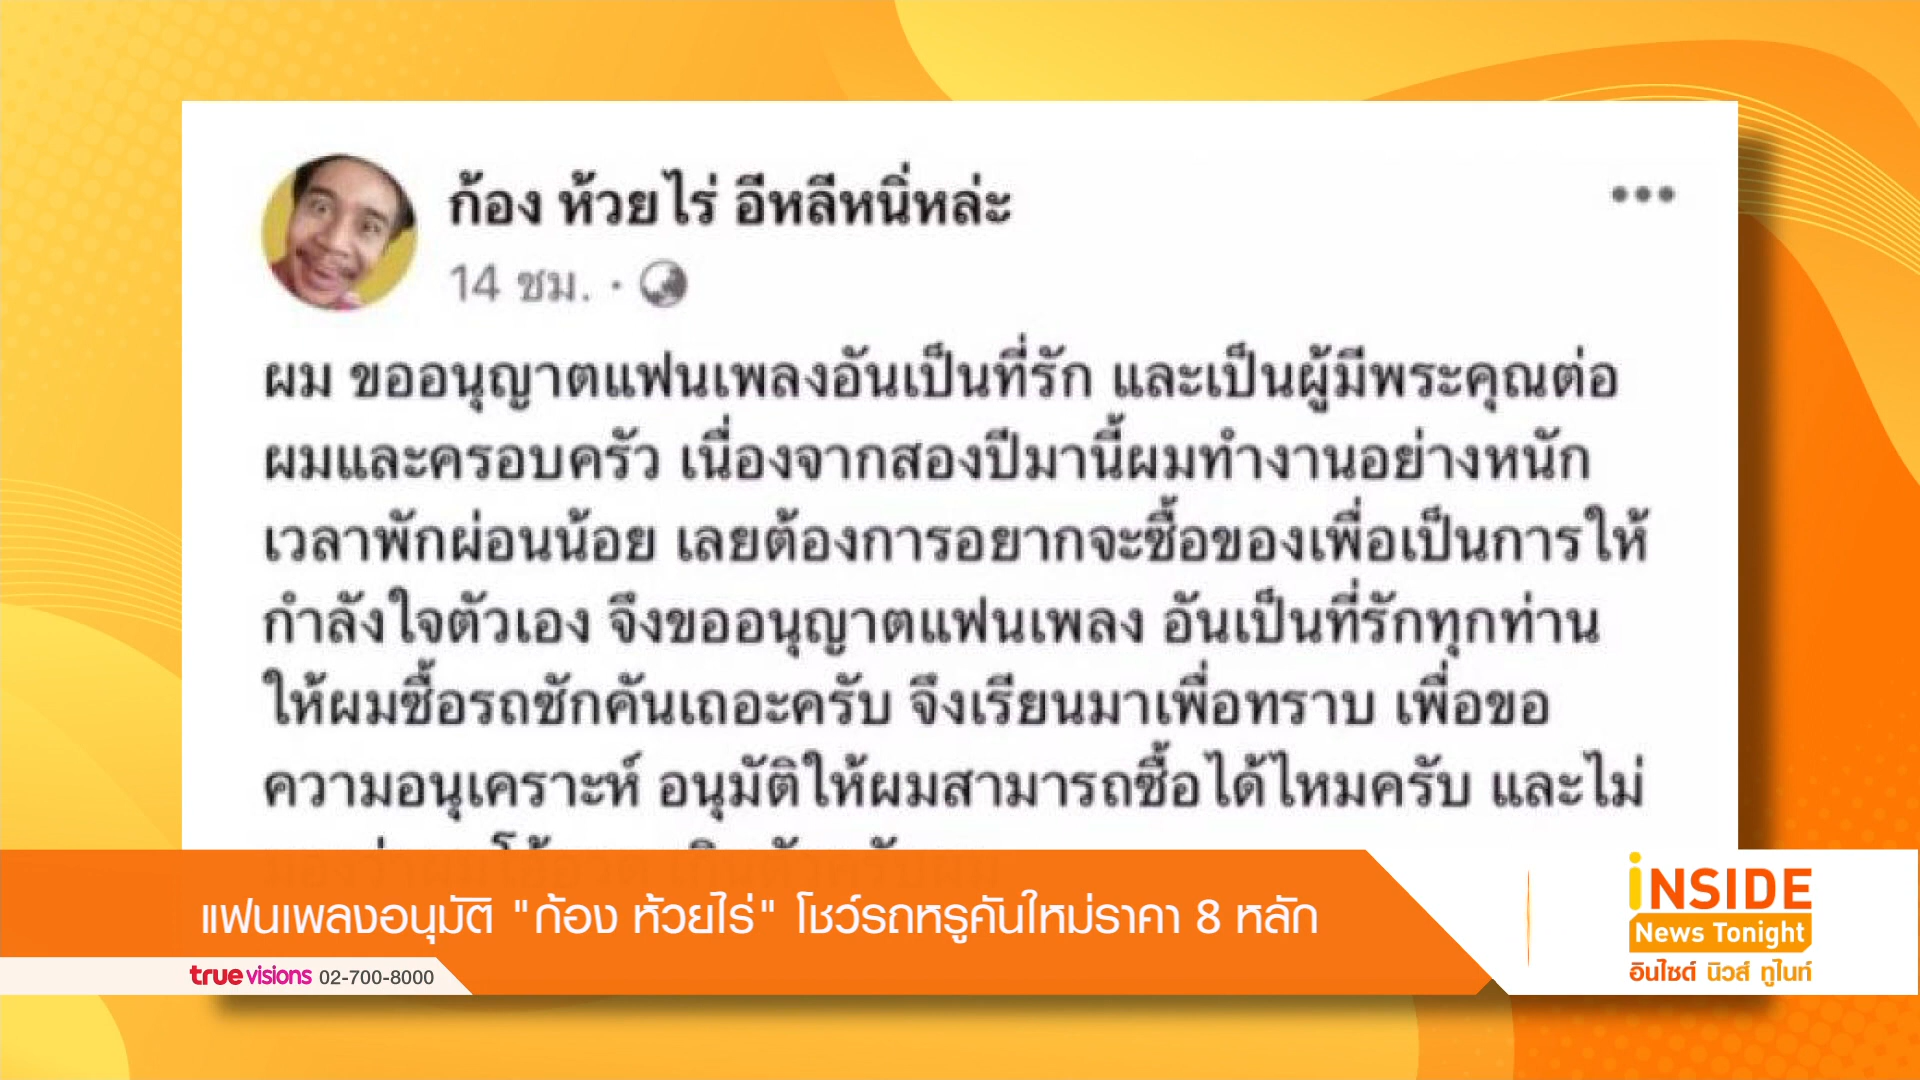 ก้อง ห้วยไร่ อีหลีหนิ่หล่ะ
14 ชม. ·
ผม ขออนุญาตแฟนเพลงอันเป็นที่รัก และเป็นผู้มีพระคุณต่อ
ผมและครอบครัว เนื่องจากสองปีมานี้ผมทำงานอย่างหนัก
เวลาพักผ่อนน้อย เลยต้องการอยากจะซื้อของเพื่อเป็นการให้
กำลังใจตัวเอง จึงขออนุญาตแฟนเพลง อันเป็นที่รักทุกท่าน
ให้ผมซื้อรถซักคันเถอะครับ จึงเรียนมาเพื่อทราบ เพื่อขอ
ความอนุเคราะห์ อนุมัติให้ผมสามารถซื้อได้ไหมครับ และไม่
แฟนเพลงอนุมัติ "ก้อง ห้วยไร่" โชว์รถหรูคันใหม่ราคา 8 หลัก
truevisions 02-700-8000
iNSIDE
News Tonight
อินไซต์ นิวส์ ทูไนท์